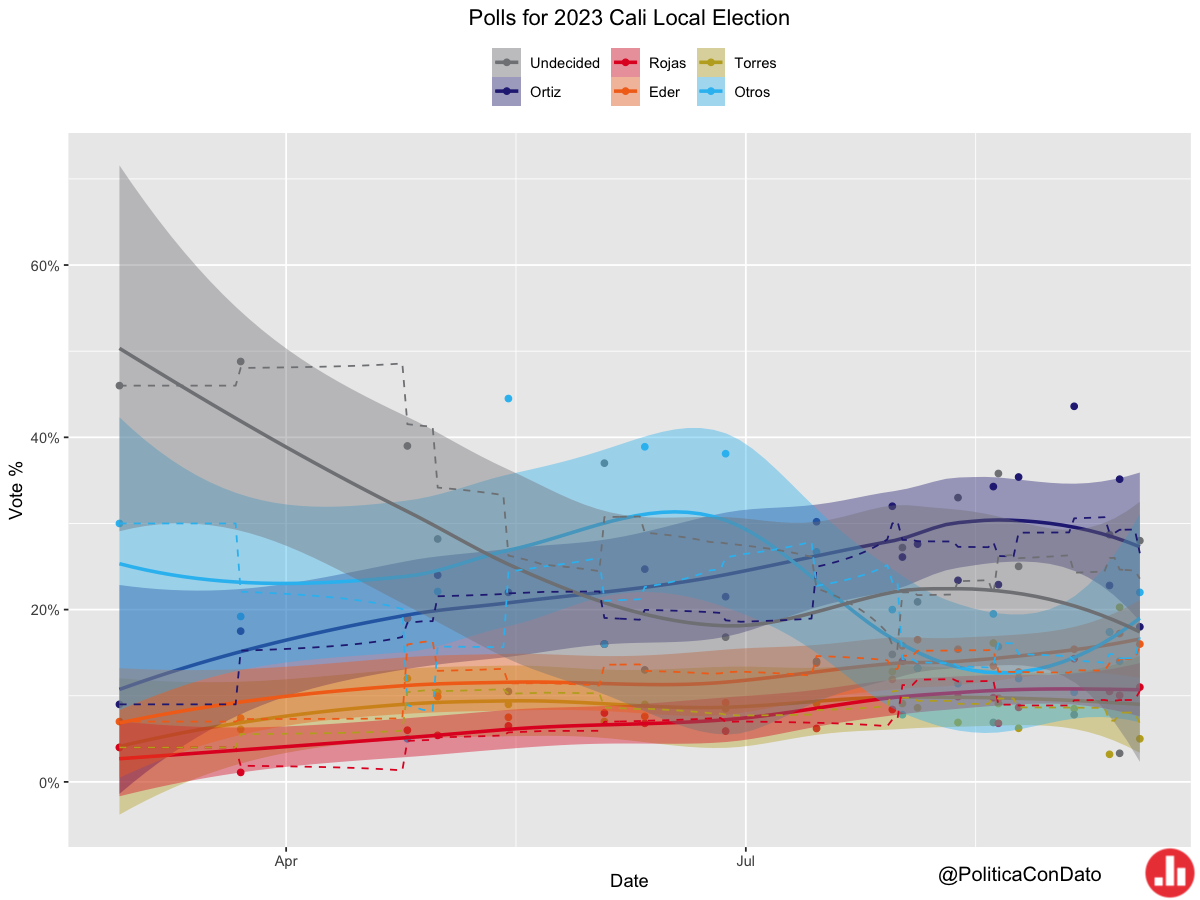 Polls for 2023 Cali Local Election
Undecided
Rojas
Torres
Ortiz
Eder
Otros
Vote %
60%
40%
20%
0%
Apr
Jul
Date
@PoliticaConDato